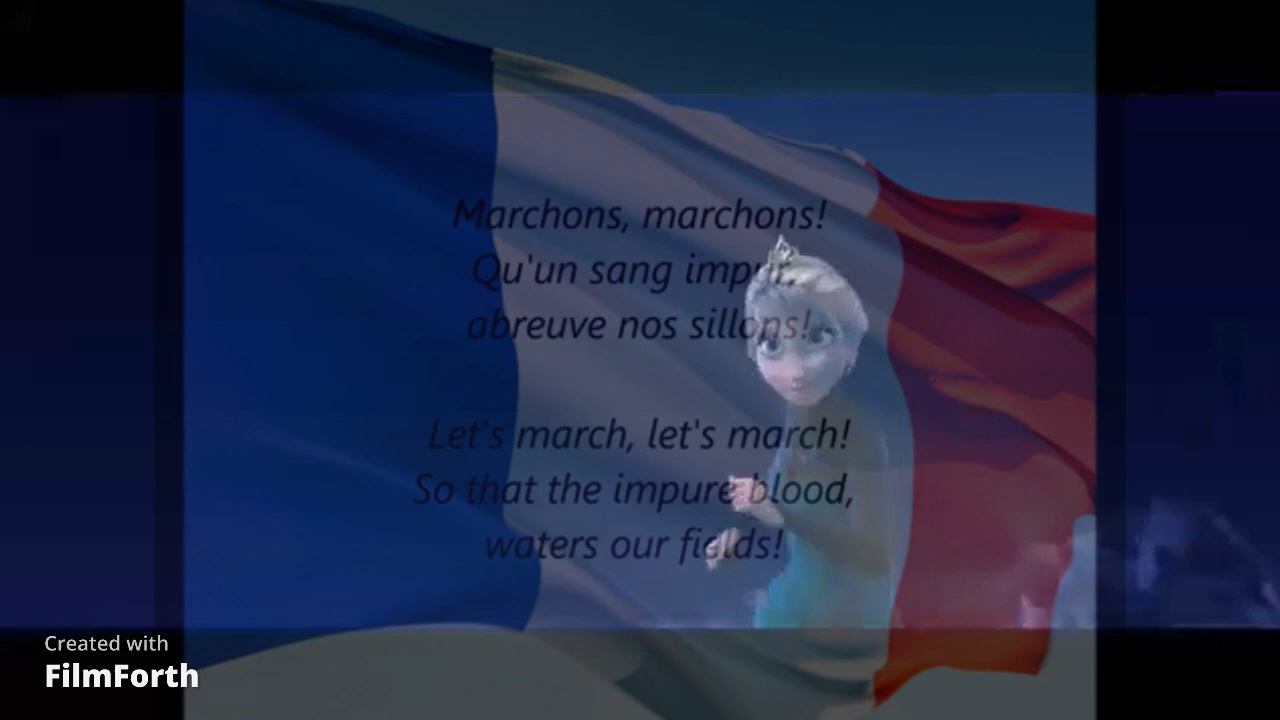 Marchons, marchons!
Qu'un sang impur,
abreuve nos sillons!
Let's march, let's march!
So that the impure blood,
waters our fields!
Created with
FilmForth